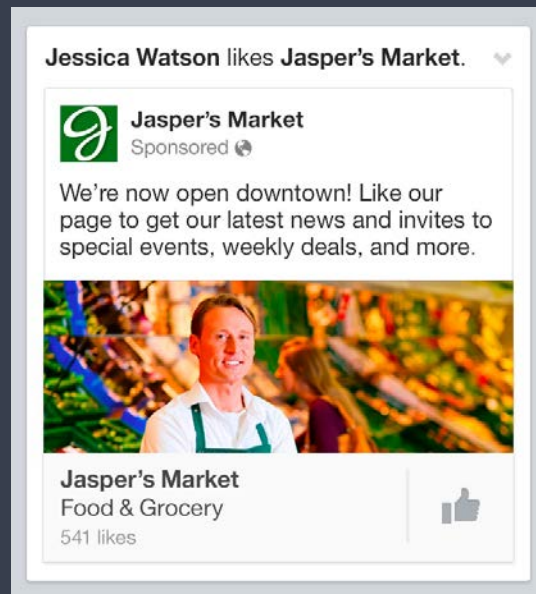 Jessica Watson likes Jasper’s Market.
Jasper’s Market
Sponsored
We’re now open downtown! Like our
page to get our latest news and invites to
special events, weekly deals, and more.
Jasper’s Market
Food & Grocery
541 likes